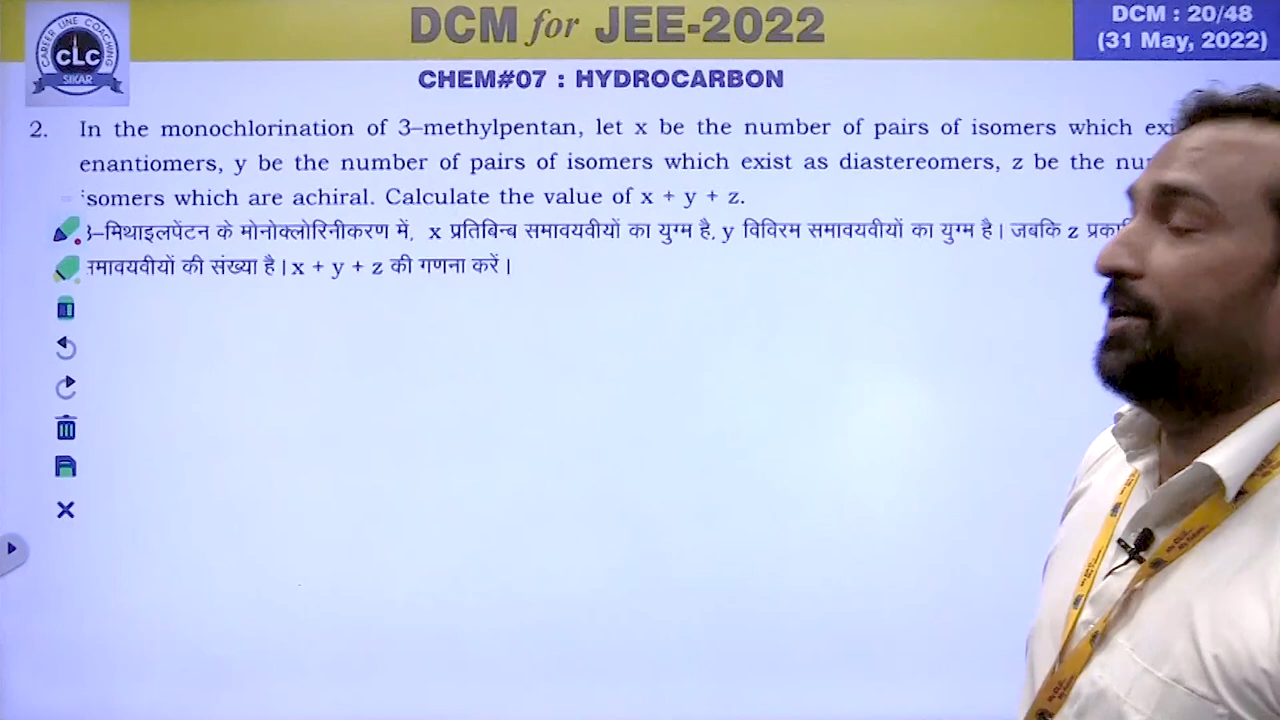 DCM for JEE-2022
DCM : 20/48
(31 May, 2022)
CAREER LINE COACHING
CLC
SIKAR
CHEM#07 : HYDROCARBON
2. In the monochlorination of 3–methylpentan, let x be the number of pairs of isomers which
enantiomers, y be the number of pairs of isomers which exist as diastereomers, z be the
somers which are achiral. Calculate the value of x + y + z.
3–मिथाइलपेंटन के मोनोक्लोरिनीकरण में, x प्रतिबिन्ब समावयवीयों का युग्म है, y विविरम समावयवीयों का युग्म है। जबकि z
समावयवीयों की संख्या है। x + y + z की गणना करें।